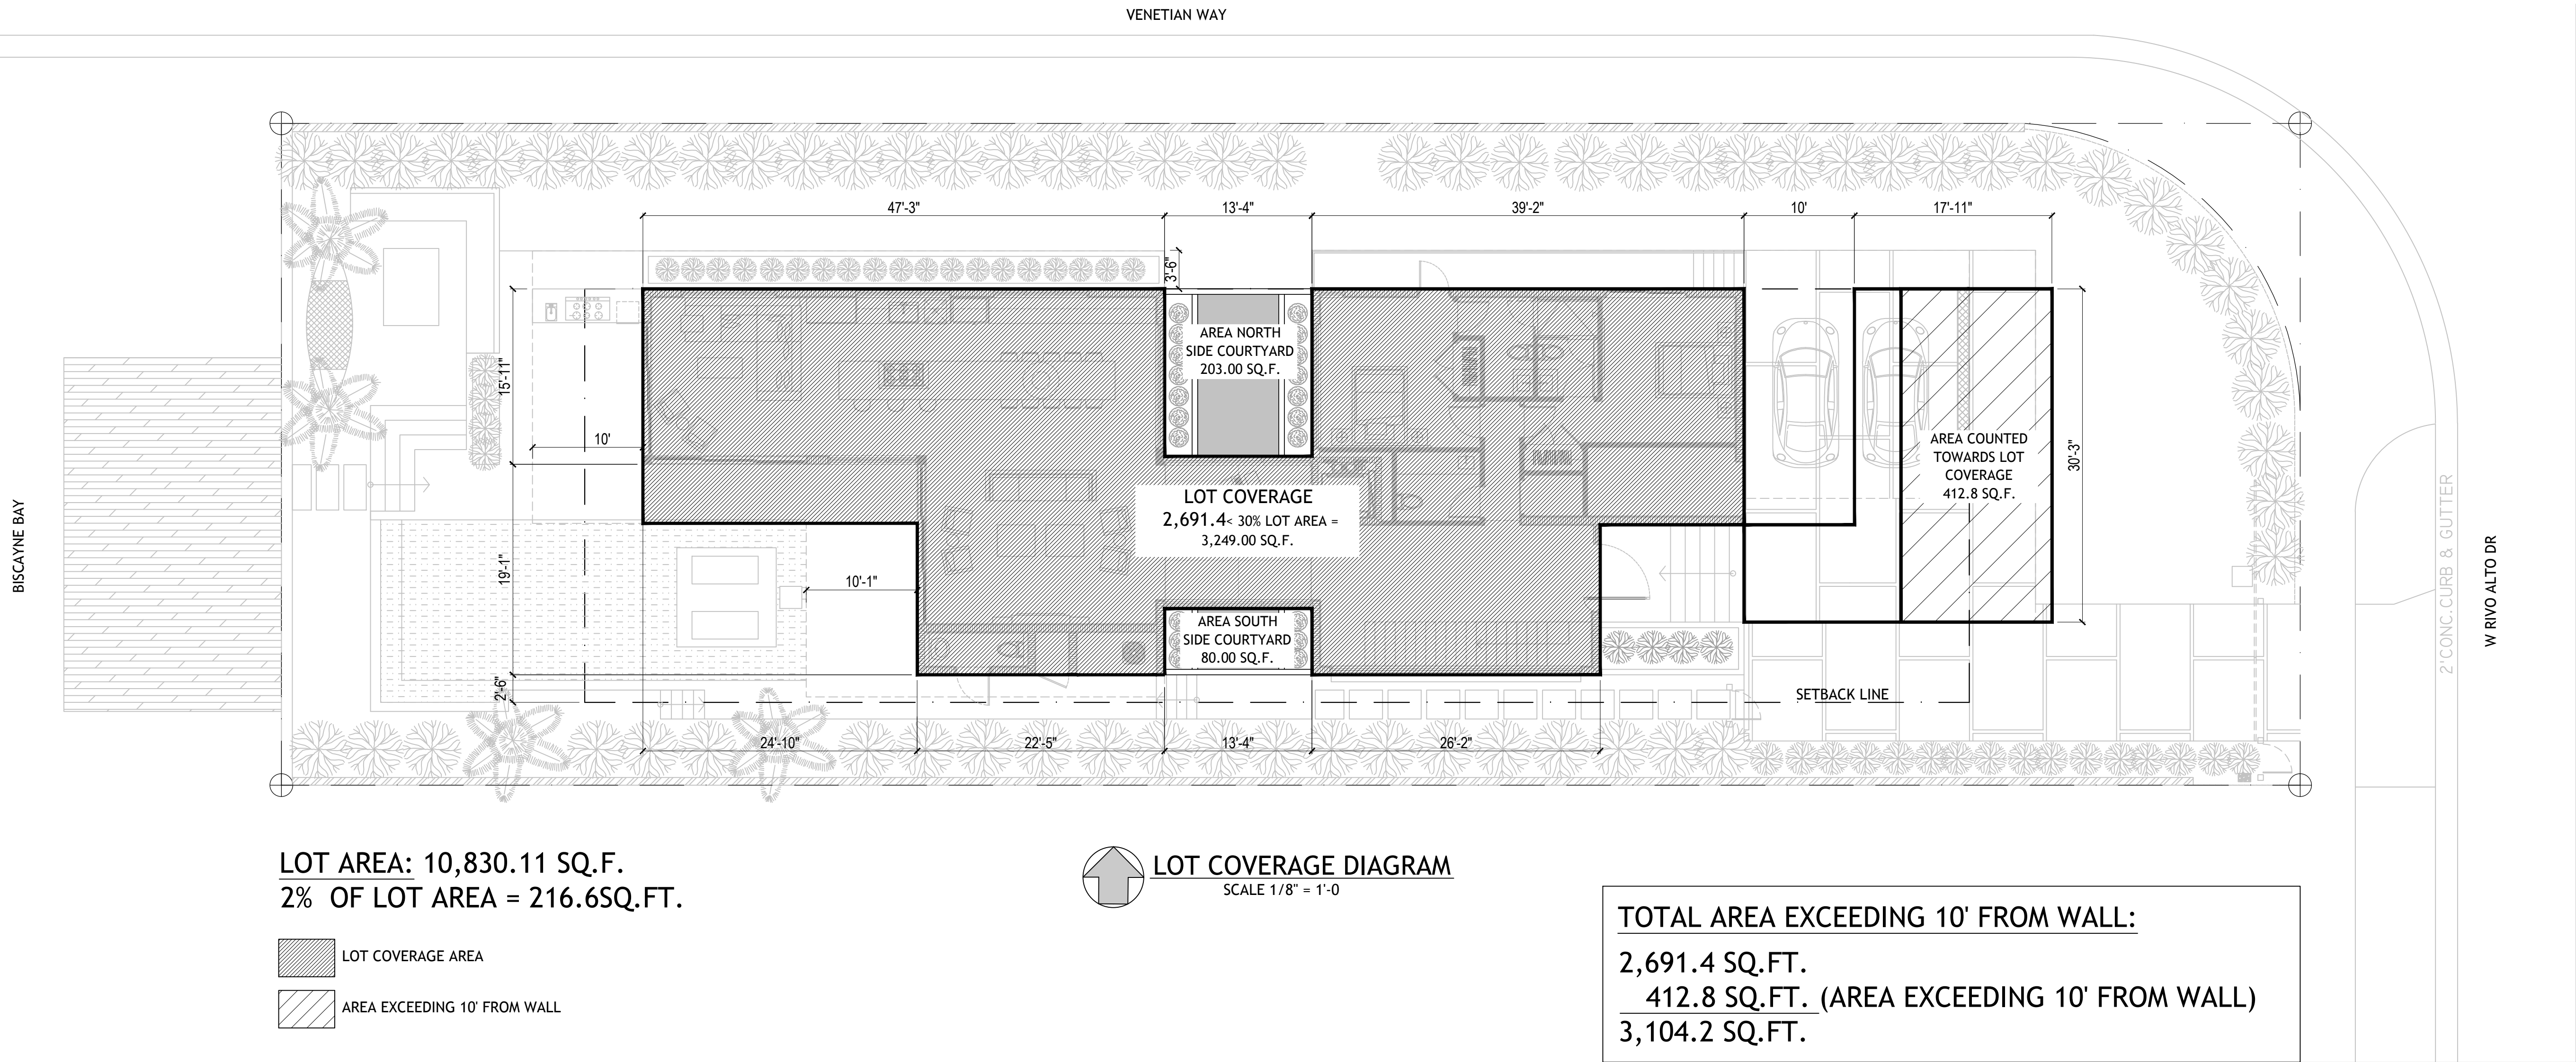 VENETIAN WAY
47'-3"
13'-4"
39'-2"
10'
17'-11"
3'-6"
AREA NORTH
SIDE COURTYARD
203.00 SQ.F.
15'-11"
10'
30'-3"
AREA COUNTED
TOWARDS LOT
COVERAGE
412.8 SQ.F.
LOT COVERAGE
2,691.4< 30% LOT AREA =
3,249.00 SQ.F.
BISCAYNE BAY
19'-1"
10'-1"
2'CONC.CURB & GUTTER
W RIVO ALTO DR
AREA SOUTH
SIDE COURTYARD
80.00 SQ.F.
2'-6"
SETBACK LINE
24'-10"
22'-5"
13'-4"
26'-2"
LOT AREA: 10,830.11 SQ.F.
2% OF LOT AREA = 216.6SQ.FT.
LOT COVERAGE DIAGRAM
SCALE 1/8" = 1'-0
LOT COVERAGE AREA
AREA EXCEEDING 10' FROM WALL
TOTAL AREA EXCEEDING 10' FROM WALL:
2,691.4 SQ.FT.
412.8 SQ.FT. (AREA EXCEEDING 10' FROM WALL)
3,104.2 SQ.FT.